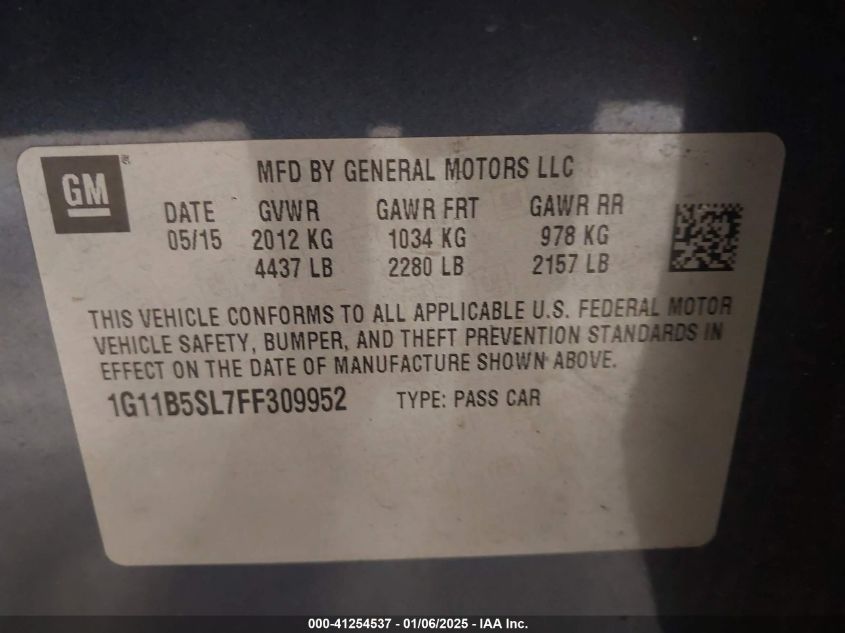 GM
MFD BY GENERAL MOTORS LLC
DATE GVWR GAWR FRT GAWR RR
05/15 2012 KG 1034 KG 978 KG
4437 LB 2280 LB 2157 LB
THIS VEHICLE CONFORMS TO ALL APPLICABLE U.S. FEDERAL MOTOR
VEHICLE SAFETY, BUMPER, AND THEFT PREVENTION STANDARDS IN
EFFECT ON THE DATE OF MANUFACTURE SHOWN ABOVE.
1G11B5SL7FF309952 TYPE: PASS CAR
000-41254537 - 01/06/2025 - IAA Inc.